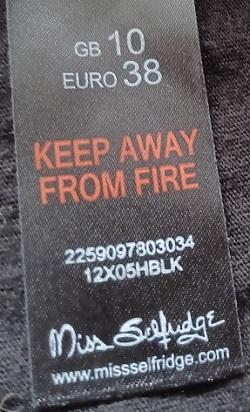 GB 10
EURO 38
KEEP AWAY
FROM FIRE
2259097803034
12X05HBLK
Miss Selfridge
www.missselfridge.com